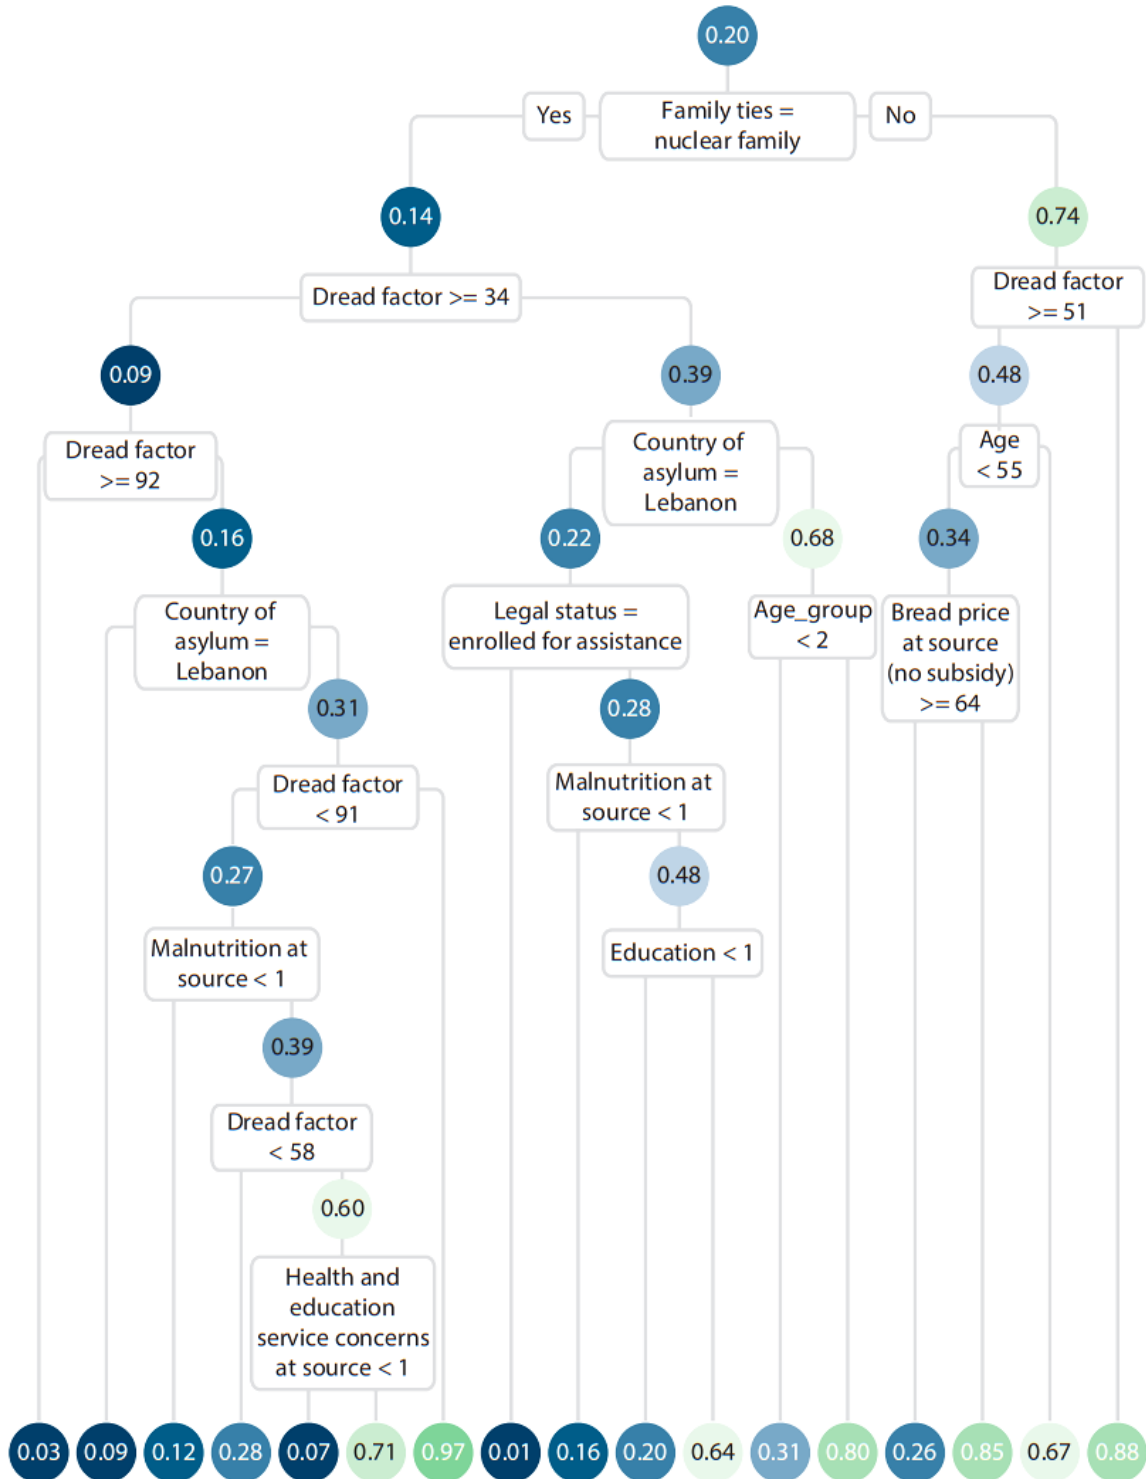 0.20
Yes
Family ties =
nuclear family
No
0.14
0.74
Dread factor >= 34
Dread factor
>= 51
0.09
0.39
0.48
Dread factor
>= 92
Country of
asylum =
Lebanon
Age
< 55
0.16
0.22
0.68
0.34
Country of
asylum =
Lebanon
Legal status =
enrolled for assistance
Age_group
< 2
Bread price
at source
(no subsidy)
>= 64
0.31
0.28
Dread factor
< 91
Malnutrition at
source < 1
0.27
0.48
Malnutrition at
source < 1
Education < 1
0.39
Dread factor
< 58
0.60
Health and
education
service concerns
at source < 1
0.03 0.09 0.12 0.28 0.07 0.71 0.97 0.01 0.16 0.20 0.64 0.31 0.80 0.26 0.85 0.67 0.88